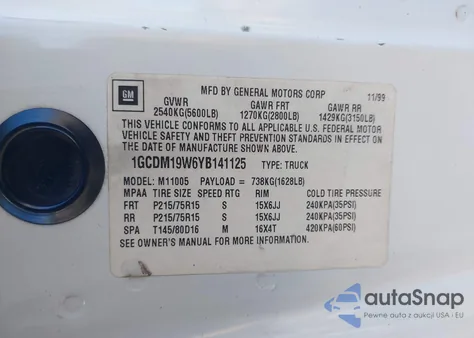 GM
MFD BY GENERAL MOTORS CORP 11/99
GVWR GAWR FRT GAWR RR
2540KG(5600LB) 1270KG(2800LB) 1429KG(3150LB)
THIS VEHICLE CONFORMS TO ALL APPLICABLE U.S. FEDERAL MOTOR
VEHICLE SAFETY AND THEFT PREVENTION STANDARDS IN EFFECT ON
THE DATE OF MANUFACTURE SHOWN ABOVE.
1GCDM19W6YB141125 TYPE: TRUCK
MODEL: M11005 PAYLOAD = 738KG(1628LB)
MPAA TIRE SIZE SPEED RTG RIM COLD TIRE PRESSURE
FRT P215/75R15 S 15X6JJ 240KPA(35PSI)
RR P215/75R15 S 15X6JJ 240KPA(35PSI)
SPA T145/80D16 M 16X4T 420KPA(60PSI)
SEE OWNER'S MANUAL FOR MORE INFORMATION.
autoSnap
Pewne auto z aukcji USA i EU